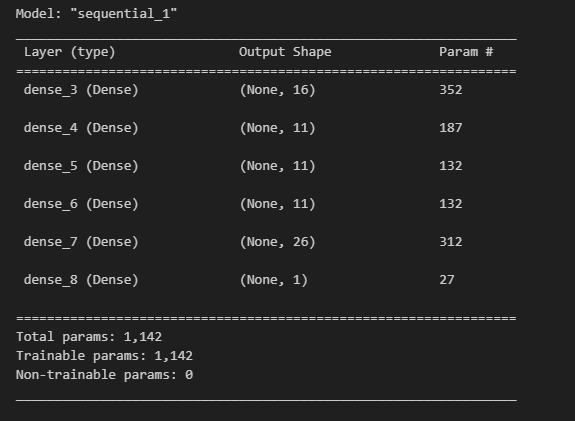 Model: "sequential_1"
_________________________________________________________________
Layer (type) Output Shape Param #
=================================================================
dense_3 (Dense) (None, 16) 352
dense_4 (Dense) (None, 11) 187
dense_5 (Dense) (None, 11) 132
dense_6 (Dense) (None, 11) 132
dense_7 (Dense) (None, 26) 312
dense_8 (Dense) (None, 1) 27
=================================================================
Total params: 1,142
Trainable params: 1,142
Non-trainable params: 0
_________________________________________________________________